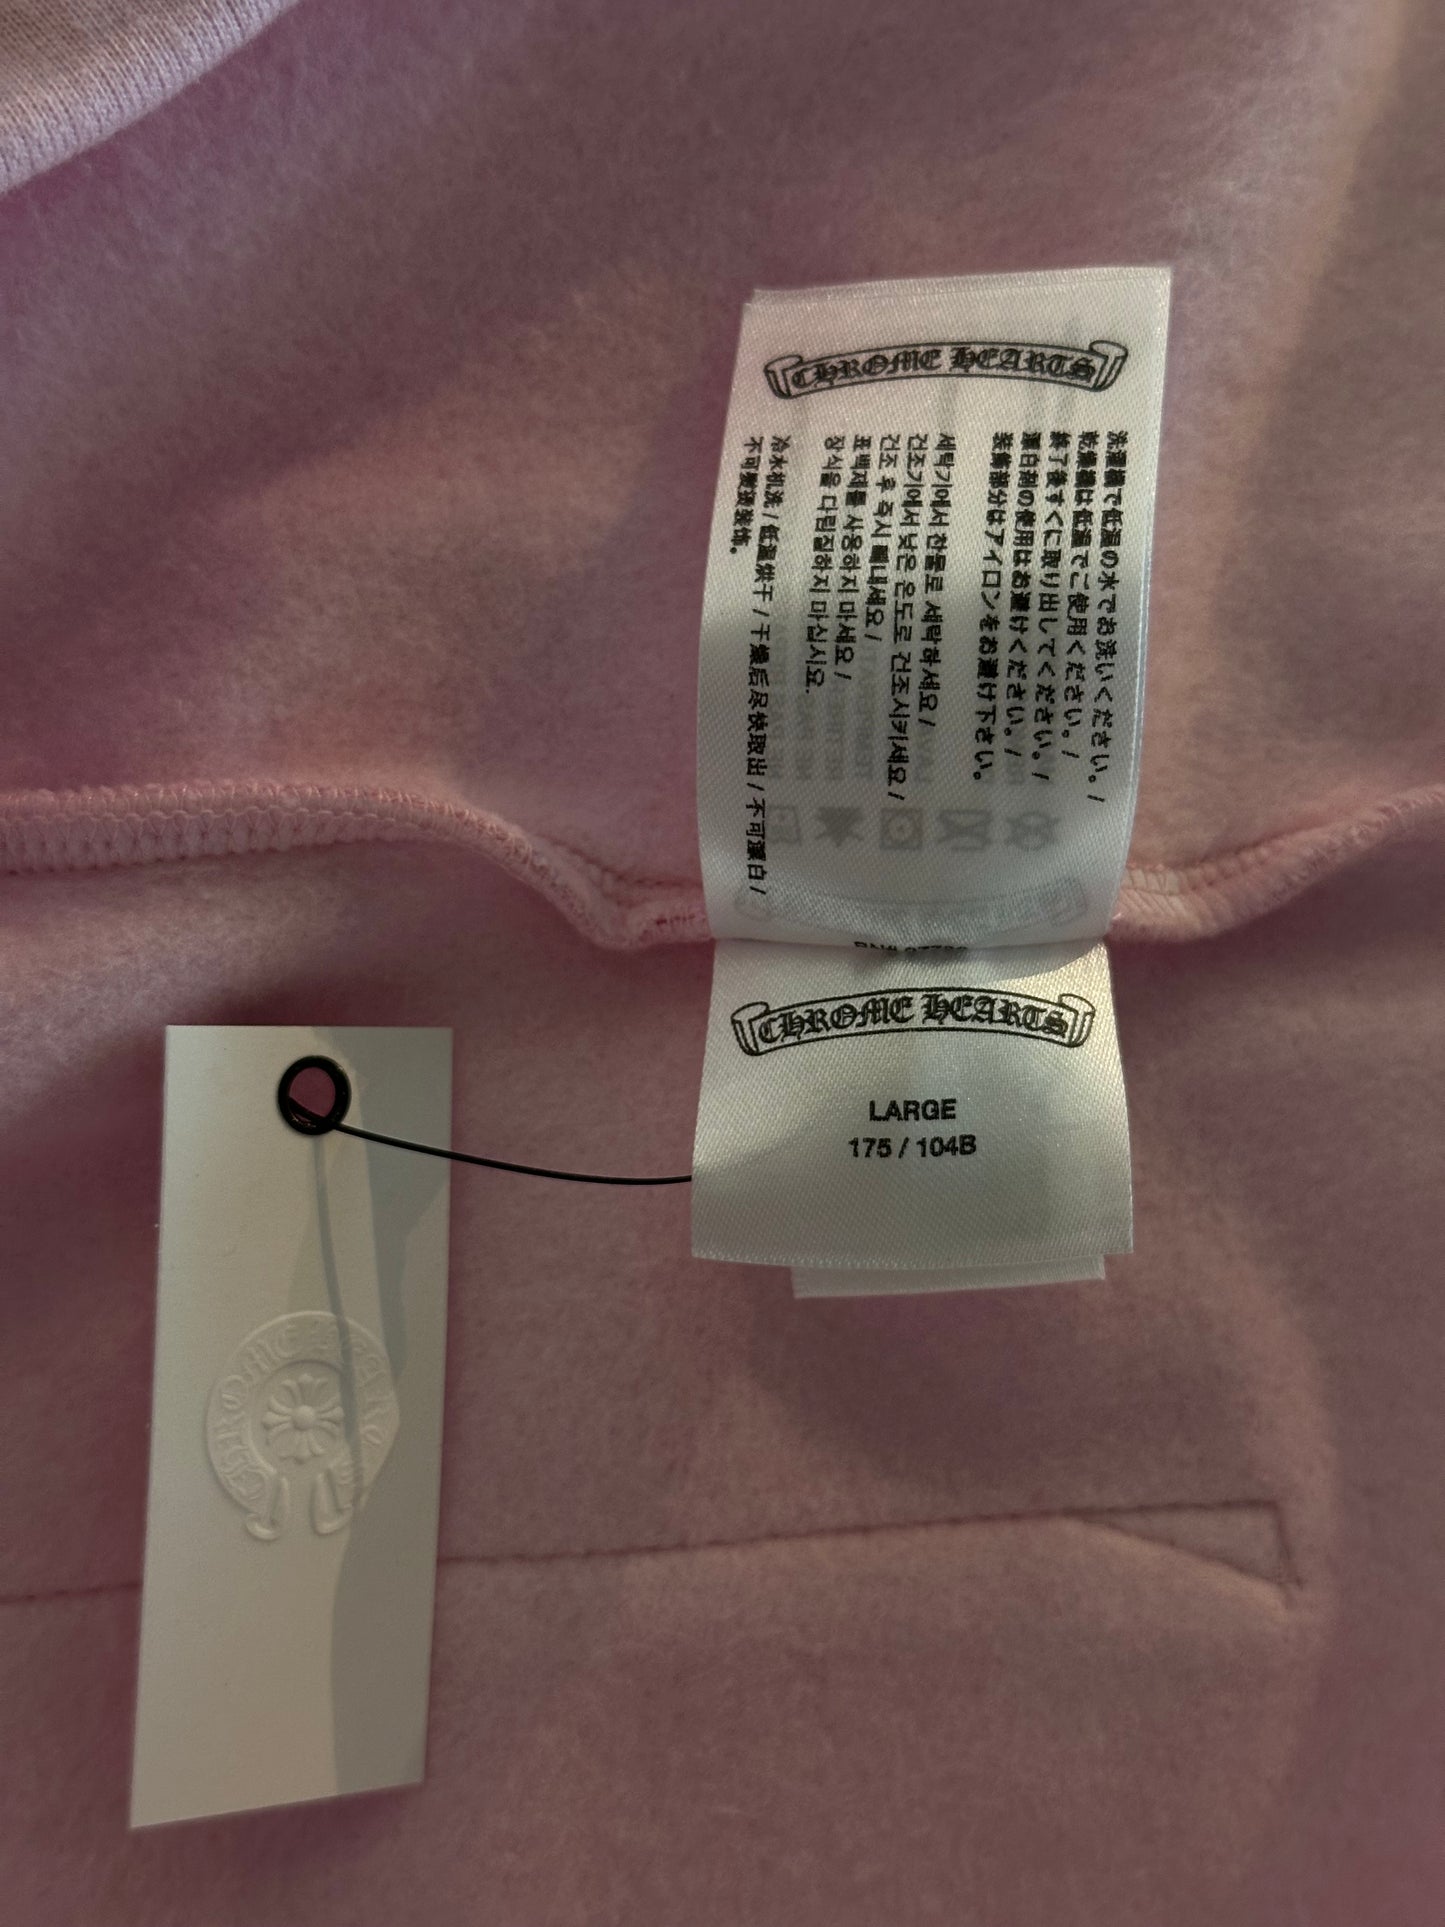 CHROME HEARTS
洗濯機で低温の水でお洗いください。/
乾燥機は低温でご使用ください。/
終了後すぐに取り出してください。/
漂白剤の使用はお避けください。/
装飾部分はアイロンをお避け下さい。
세탁기에서 찬물로 세탁하세요 /
건조기에서 낮은 온도로 건조시키세요 /
건조 후 즉시 빼내세요 /
표백제를 사용하지 마세요 /
장식을 다림질하지 마십시오.
冷水机洗 / 低温烘干 / 干燥后尽快取出 / 不可漂白 /
不可熨烫装饰。
CHROME HEARTS
LARGE
175 / 104B
CHROME HEARTS